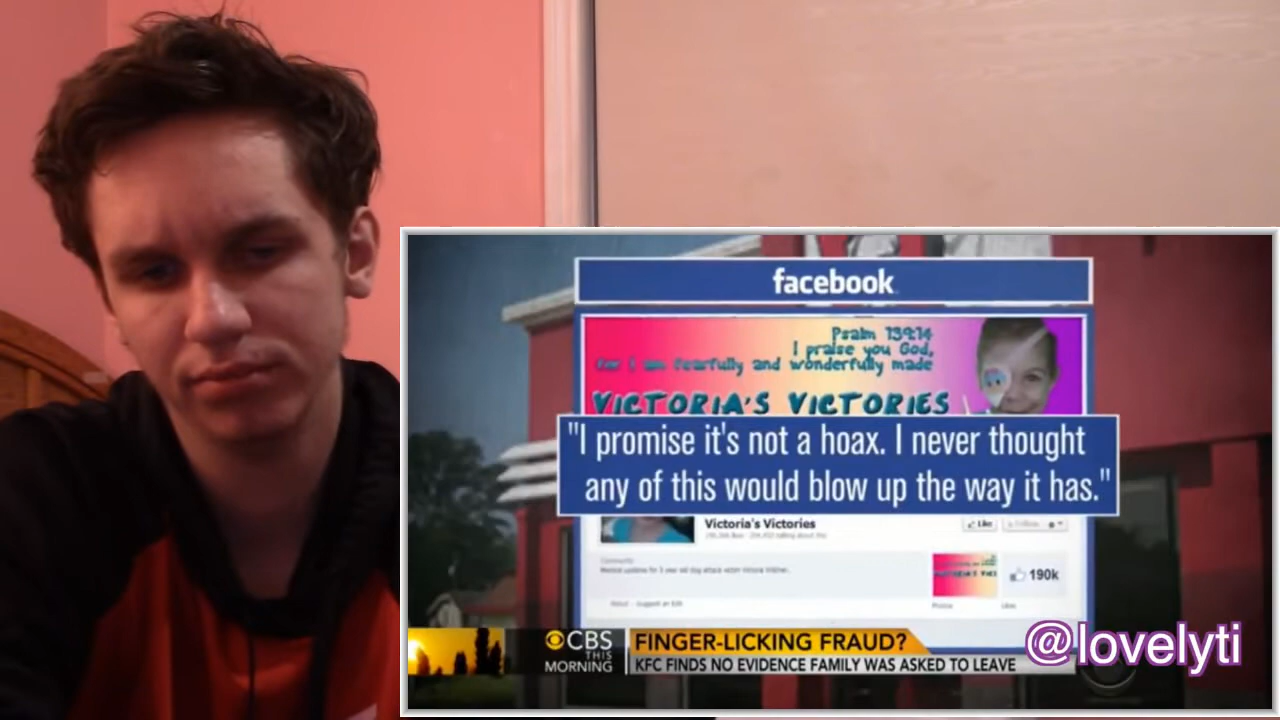 facebook
Psalm 139:14
I praise you God,
for I am fearfully and wonderfully made
VICTORIA'S VICTORIES
"I promise it's not a hoax. I never thought
any of this would blow up the way it has."
Victoria's Victories
Like
190k
CBS
THIS
MORNING
FINGER-LICKING FRAUD?
KFC FINDS NO EVIDENCE FAMILY WAS ASKED TO LEAVE
@lovelyti